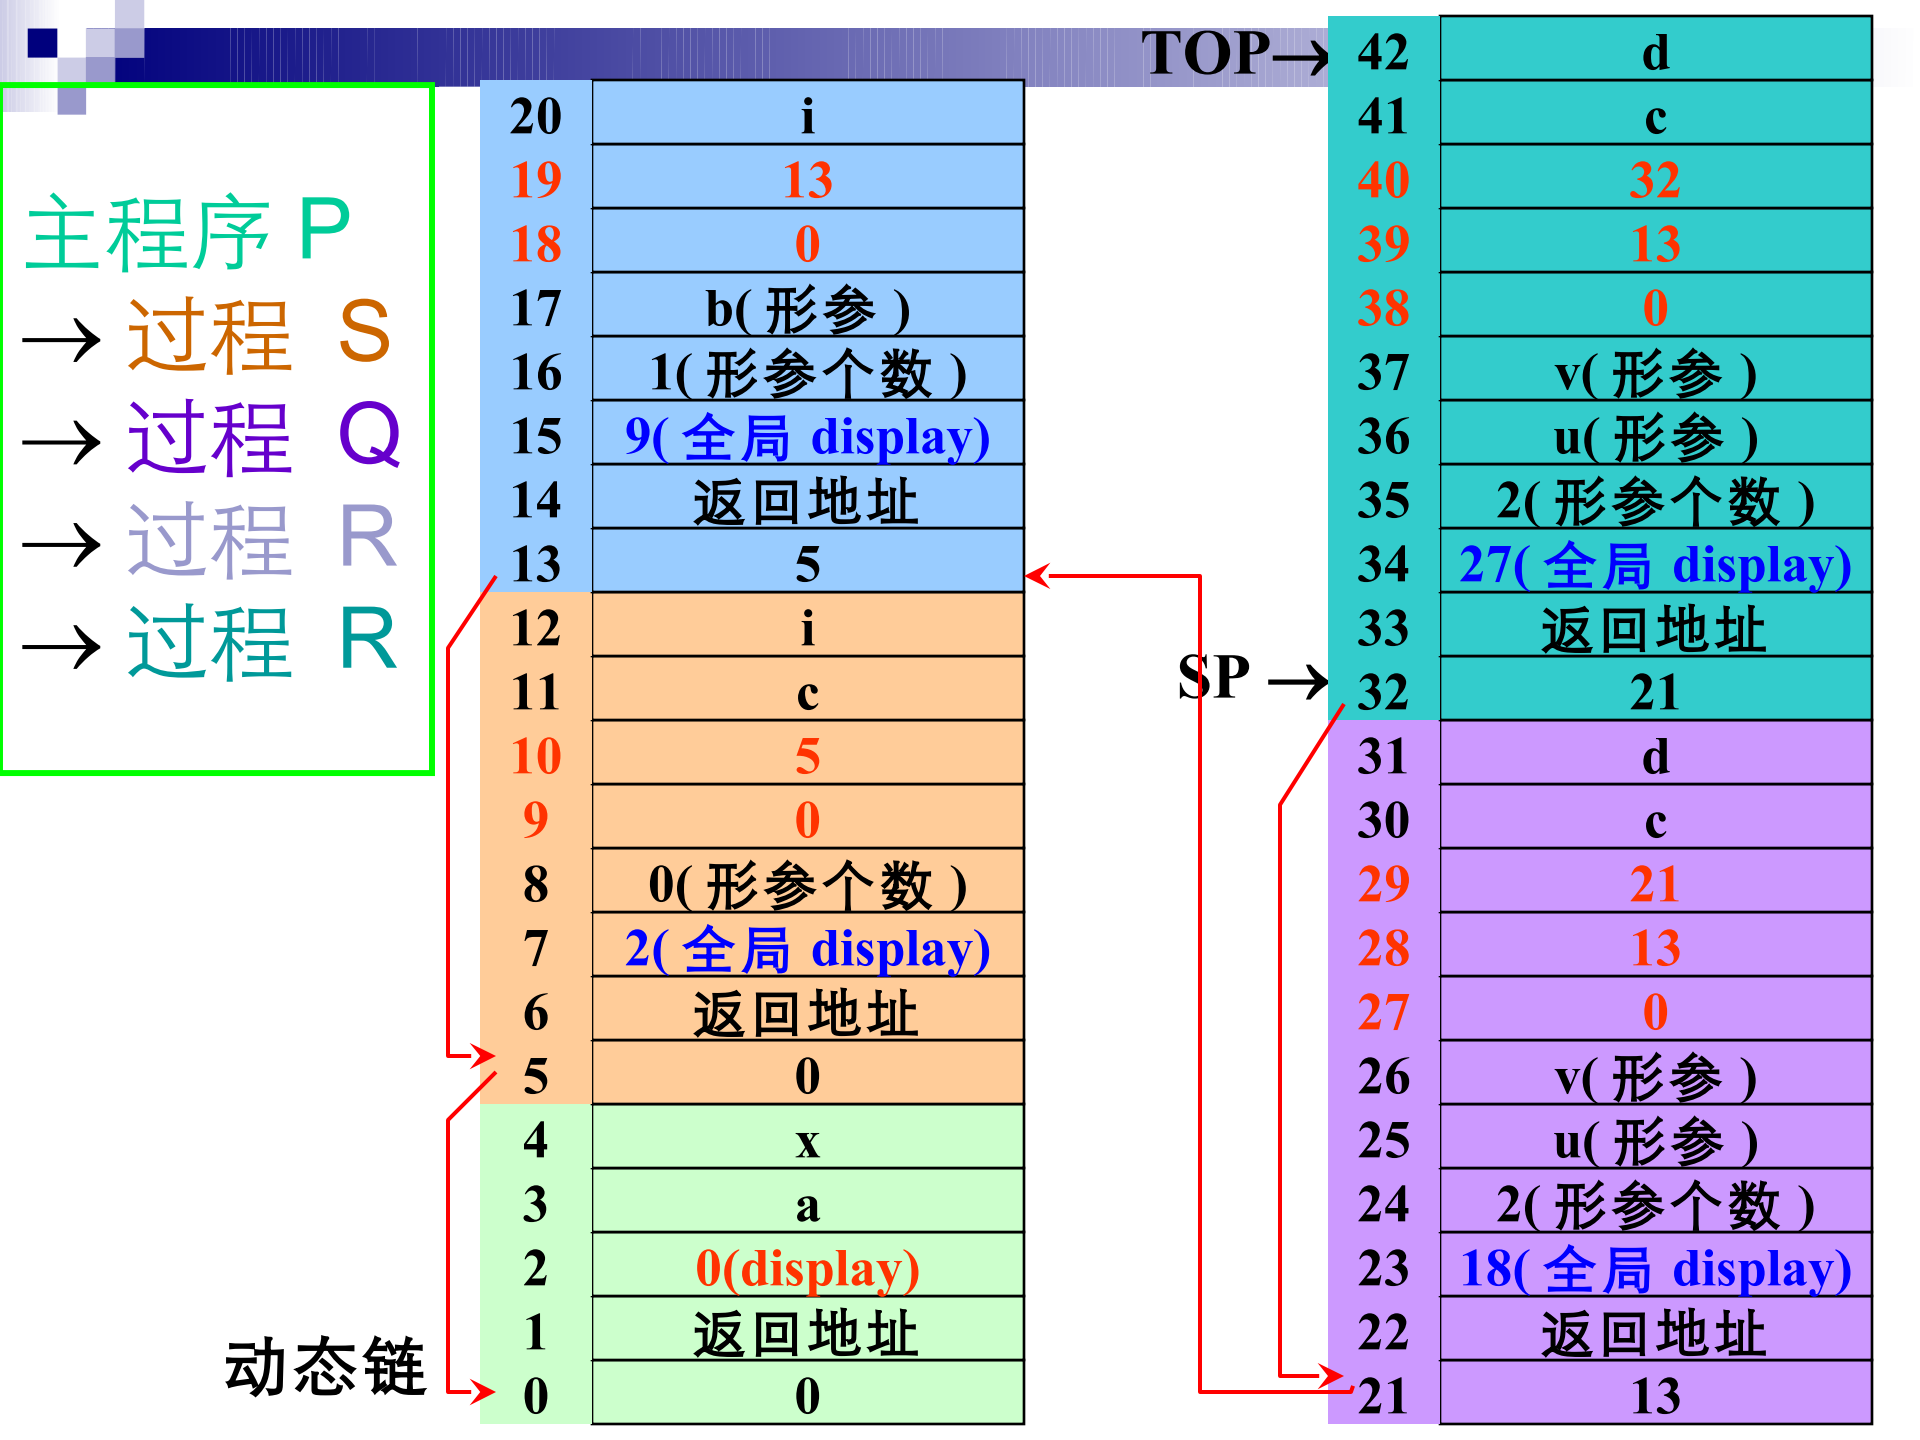 主程序 P
→ 过程 S
→ 过程 Q
→ 过程 R
→ 过程 R
动态链
20 i
19 13
18 0
17 b( 形参 )
16 1( 形参个数 )
15 9( 全局 display)
14 返回地址
13 5
12 i
11 c
10 5
9 0
8 0( 形参个数 )
7 2( 全局 display)
6 返回地址
5 0
4 x
3 a
2 0(display)
1 返回地址
0 0
TOP→ 42 d
41 c
40 32
39 13
38 0
37 v( 形参 )
36 u( 形参 )
35 2( 形参个数 )
34 27( 全局 display)
33 返回地址
SP → 32 21
31 d
30 c
29 21
28 13
27 0
26 v( 形参 )
25 u( 形参 )
24 2( 形参个数 )
23 18( 全局 display)
22 返回地址
21 13